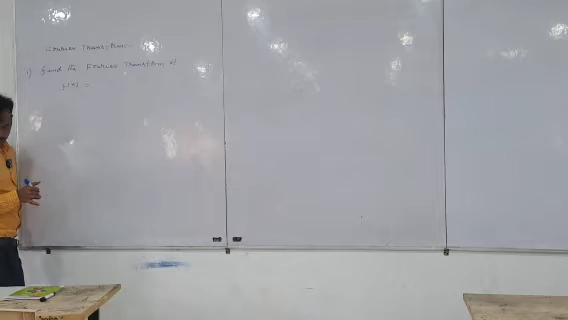 Fourier Transform
1) Find the Fourier Transform of
f(x) =